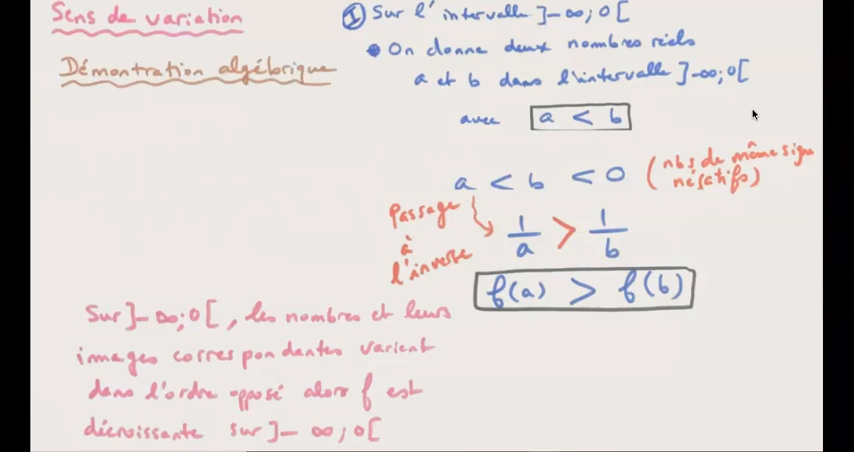 Sens de variation
Démontration algébrique
① Sur l'intervalle ]-∞;0[
• On donne deux nombres réels
a et b dans l'intervalle ]-∞;0[
avec a < b
a < b < 0 (nbs de même sign
négatifs)
Passage
à
l'inverse
1/a > 1/b
f(a) > f(b)
Sur ]-∞;0[, les nombres et leurs
images correspondantes varient
dans l'ordre opposé alors f est
décroissante sur ]-∞;0[